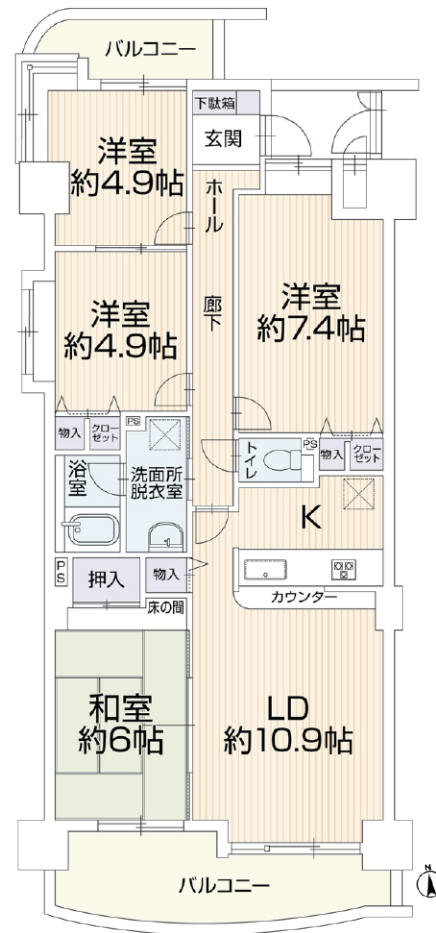 バルコニー
下駄箱
玄関
洋室
約4.9帖
ホール
廊下
洋室
約7.4帖
洋室
約4.9帖
物入
クロー
ゼット
PS
浴室
洗面所
脱衣室
トイレ
PS
物入
クロー
ゼット
K
PS
押入
物入
床の間
カウンター
和室
約6帖
LD
約10.9帖
バルコニー
N